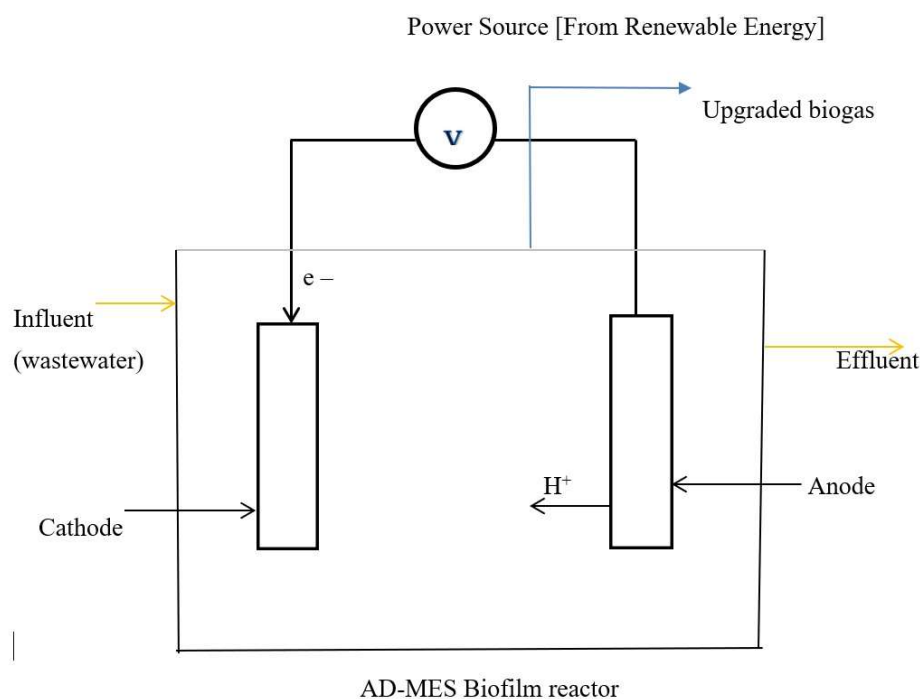 Power Source [From Renewable Energy]
V
Upgraded biogas
e –
Influent
(wastewater)
Effluent
H⁺
Anode
Cathode
AD-MES Biofilm reactor